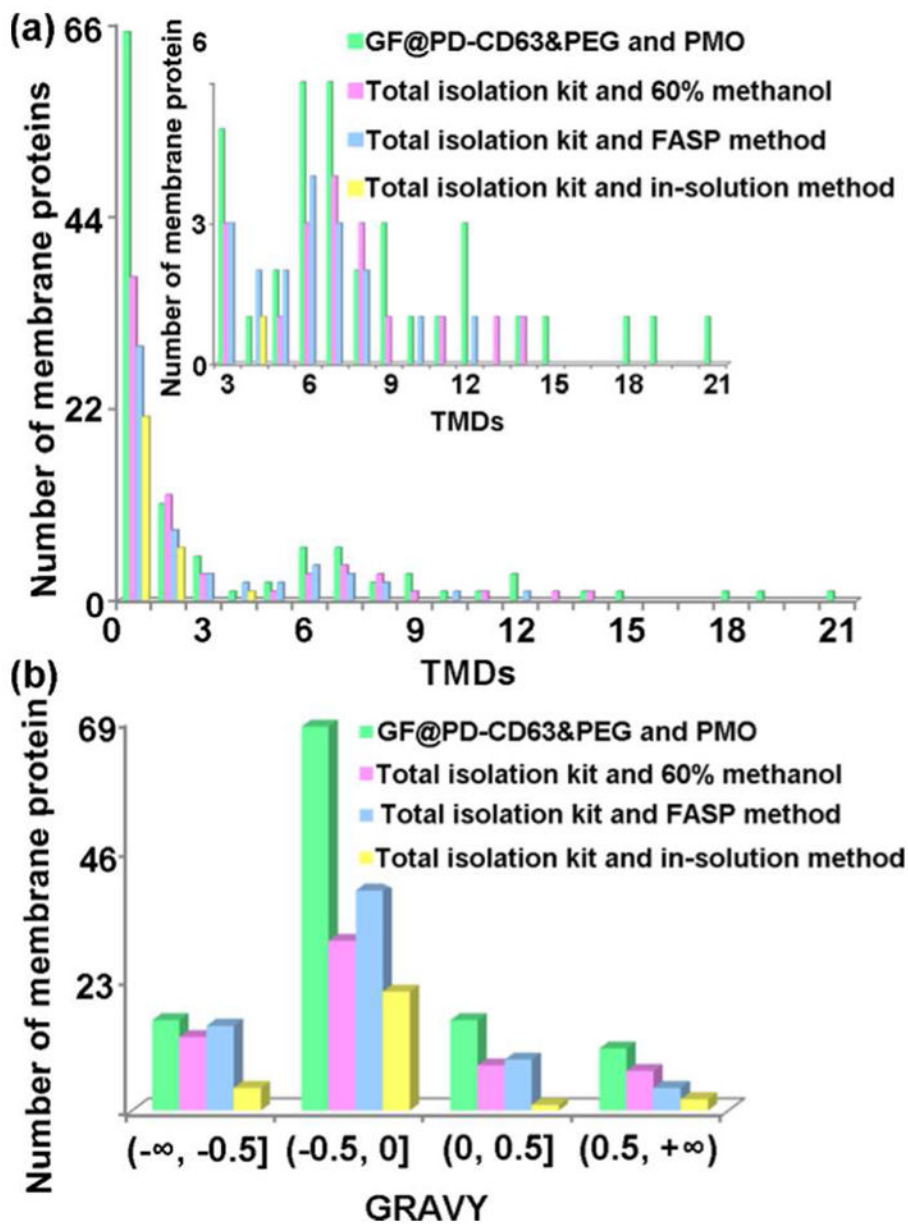 (a)
66
44
22
0
Number of membrane proteins
0 3 6 9 12 15 18 21
TMDs
6
3
0
Number of membrane protein
3 6 9 12 15 18 21
TMDs
GF@PD-CD63&PEG and PMO
Total isolation kit and 60% methanol
Total isolation kit and FASP method
Total isolation kit and in-solution method
(b)
69
46
23
Number of membrane protein
GF@PD-CD63&PEG and PMO
Total isolation kit and 60% methanol
Total isolation kit and FASP method
Total isolation kit and in-solution method
(-∞, -0.5] (-0.5, 0] (0, 0.5] (0.5, +∞)
GRAVY